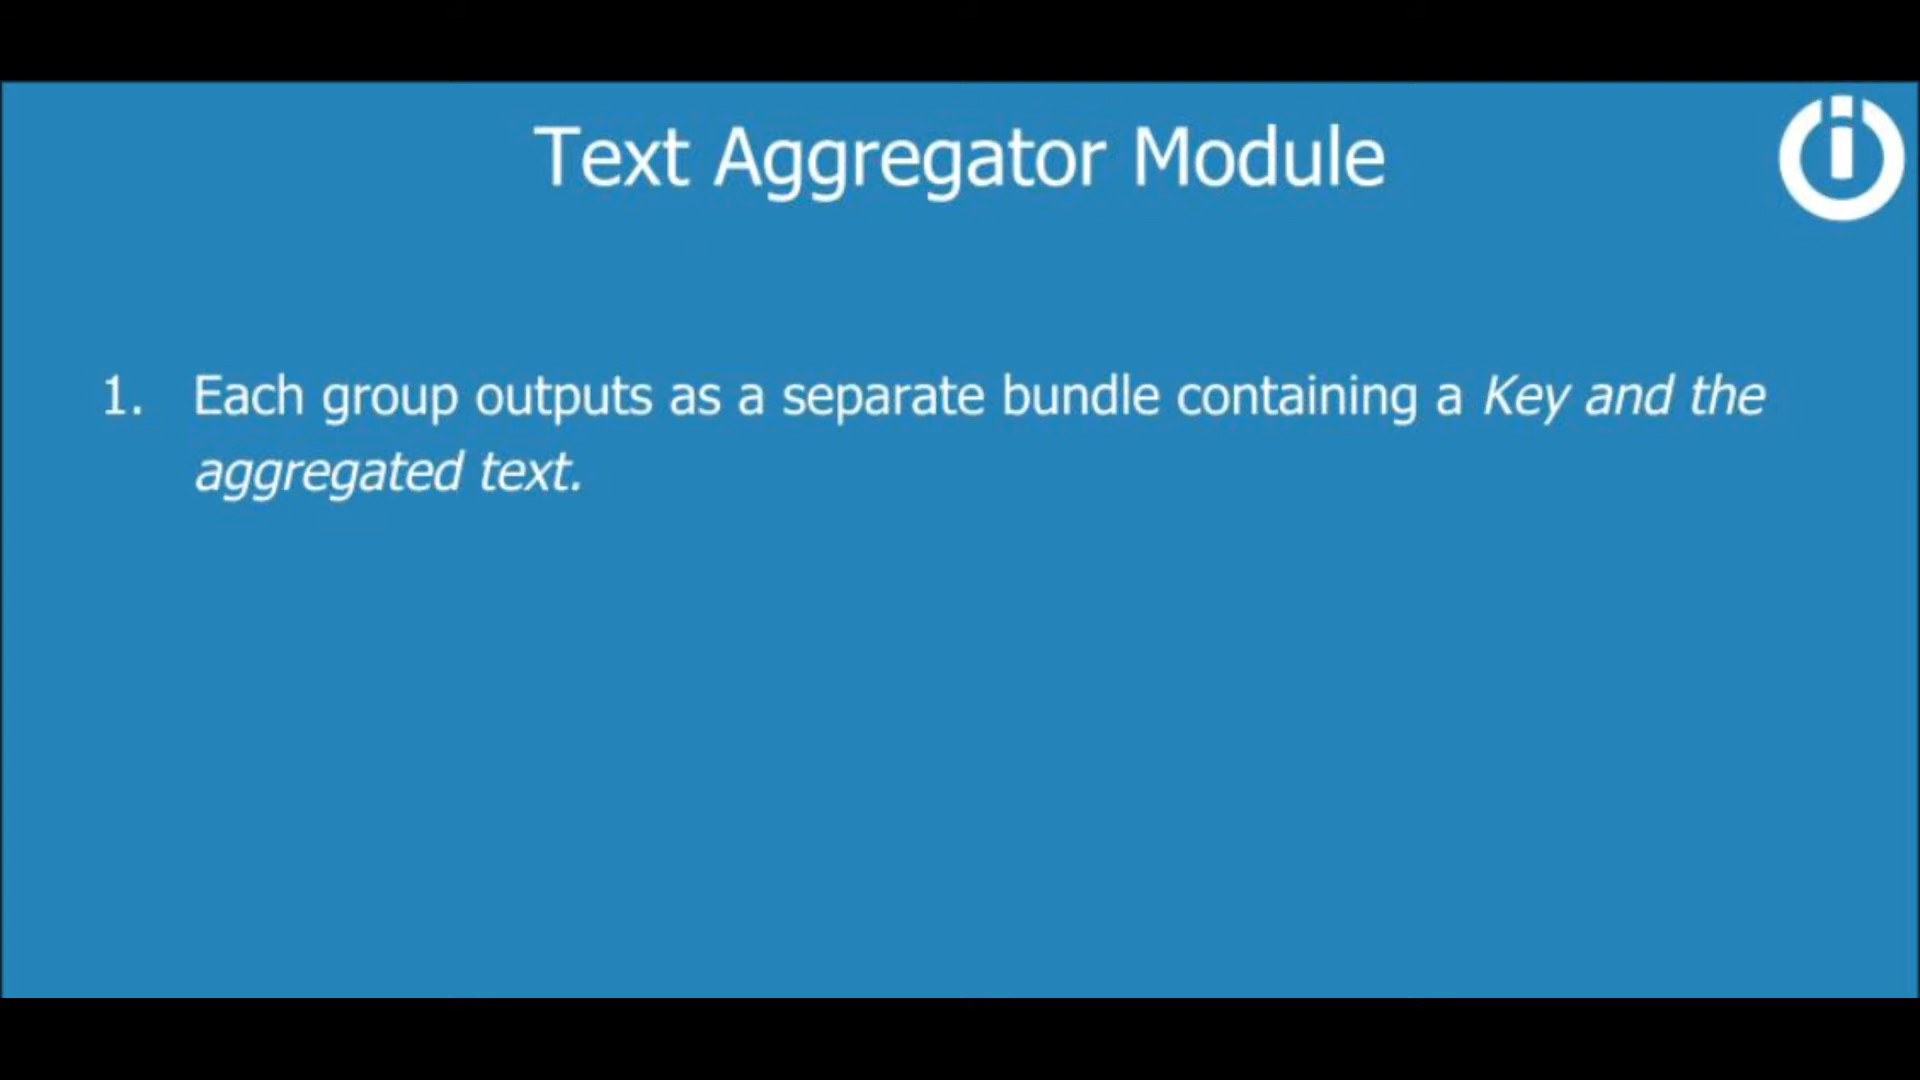 Text Aggregator Module
1. Each group outputs as a separate bundle containing a Key and the
aggregated text.